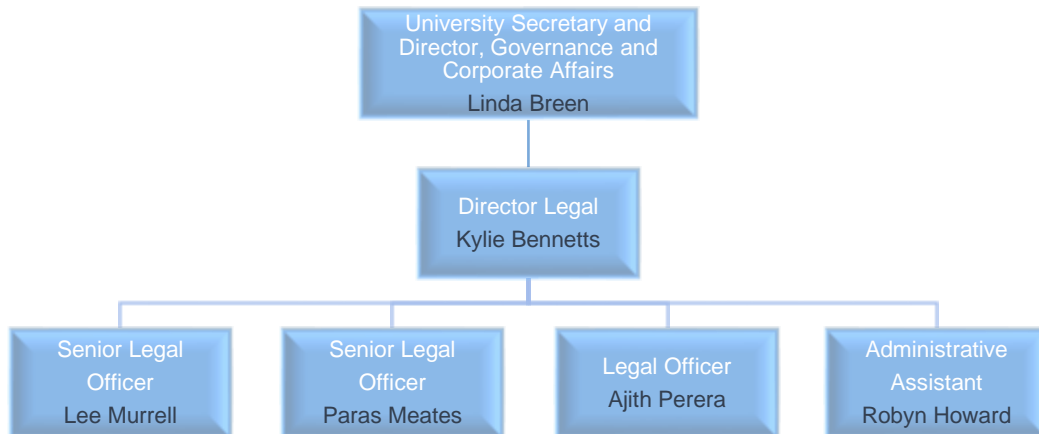 University Secretary and
Director, Governance and
Corporate Affairs
Linda Breen
Director Legal
Kylie Bennetts
Senior Legal
Officer
Lee Murrell
Senior Legal
Officer
Paras Meates
Legal Officer
Ajith Perera
Administrative
Assistant
Robyn Howard